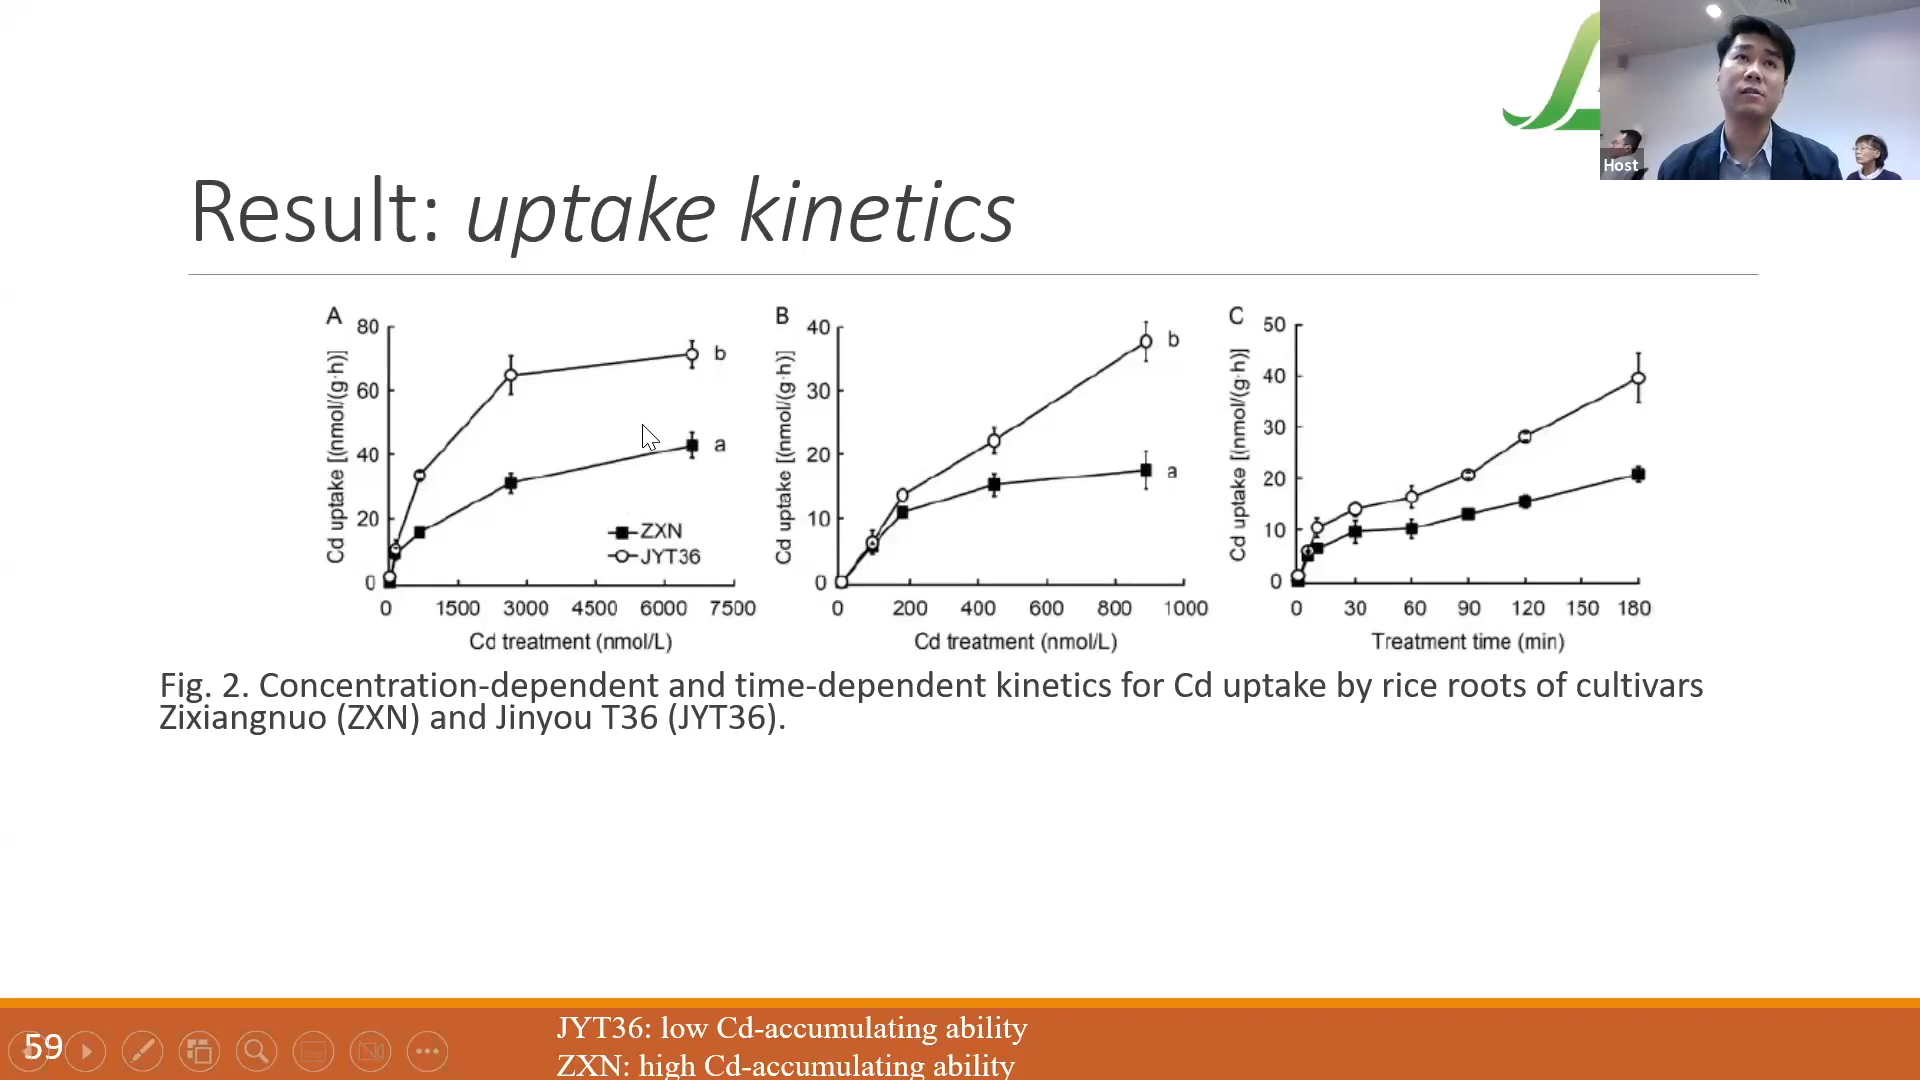 Host
Result: uptake kinetics
A
80
60
40
20
0
Cd uptake [(nmol/(g·h)]
b
a
ZXN
JYT36
0 1500 3000 4500 6000 7500
Cd treatment (nmol/L)
B
40
30
20
10
0
Cd uptake [(nmol/(g·h)]
b
a
0 200 400 600 800 1000
Cd treatment (nmol/L)
C
50
40
30
20
10
0
Cd uptake [(nmol/(g·h)]
0 30 60 90 120 150 180
Treatment time (min)
Fig. 2. Concentration-dependent and time-dependent kinetics for Cd uptake by rice roots of cultivars
Zixiangnuo (ZXN) and Jinyou T36 (JYT36).
59
JYT36: low Cd-accumulating ability
ZXN: high Cd-accumulating ability